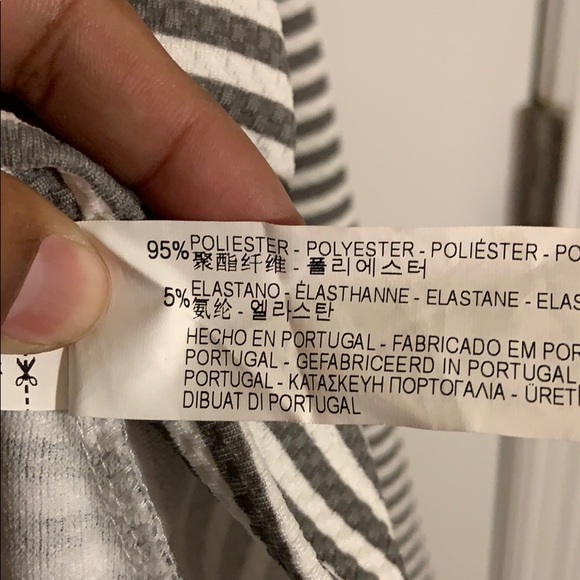 95% POLIESTER - POLYESTER - POLIÉSTER - PO
聚酯纤维 - 폴리에스터
5% ELASTANO - ÉLASTHANNE - ELASTANE - ELAS
氨纶 - 엘라스탄
HECHO EN PORTUGAL - FABRICADO EM POR
PORTUGAL - GEFABRICEERD IN PORTUGAL
PORTUGAL - ΚΑΤΑΣΚΕΥΗ ΠΟΡΤΟΓΑΛΙΑ - ÜRETİ
DIBUAT DI PORTUGAL